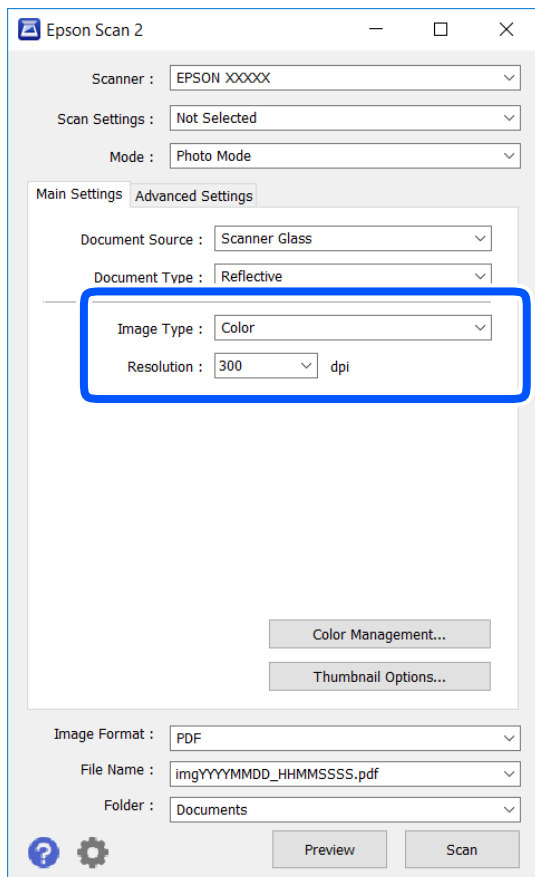 Epson Scan 2
Scanner : EPSON XXXXX
Scan Settings : Not Selected
Mode : Photo Mode
Main Settings Advanced Settings
Document Source : Scanner Glass
Document Type : Reflective
Image Type : Color
Resolution : 300 dpi
Color Management...
Thumbnail Options...
Image Format : PDF
File Name : imgYYYYMMDD_HHMMSSSS.pdf
Folder : Documents
? Preview Scan